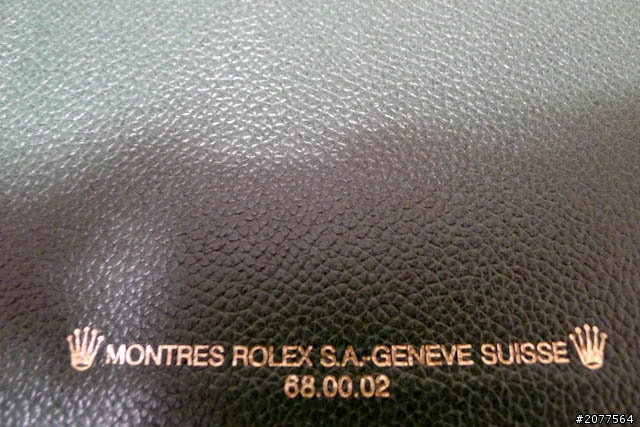 MONTRES ROLEX S.A.-GENEVE SUISSE
68.00.02
#2077564